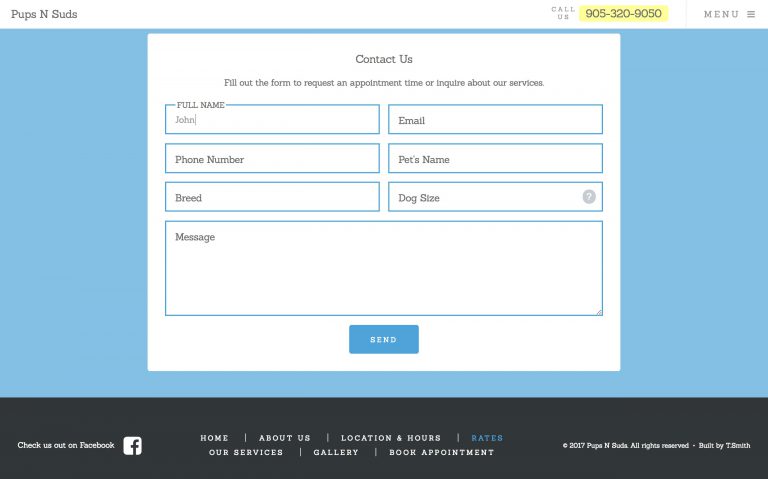 Pups N Suds
CALL
US
905-320-9050
MENU
Contact Us
Fill out the form to request an appointment time or inquire about our services.
FULL NAME
John
Email
Phone Number
Pet's Name
Breed
Dog Size
?
Message
SEND
Check us out on Facebook
HOME | ABOUT US | LOCATION & HOURS | RATES
OUR SERVICES | GALLERY | BOOK APPOINTMENT
© 2017 Pups N Suds. All rights reserved • Built by T.Smith